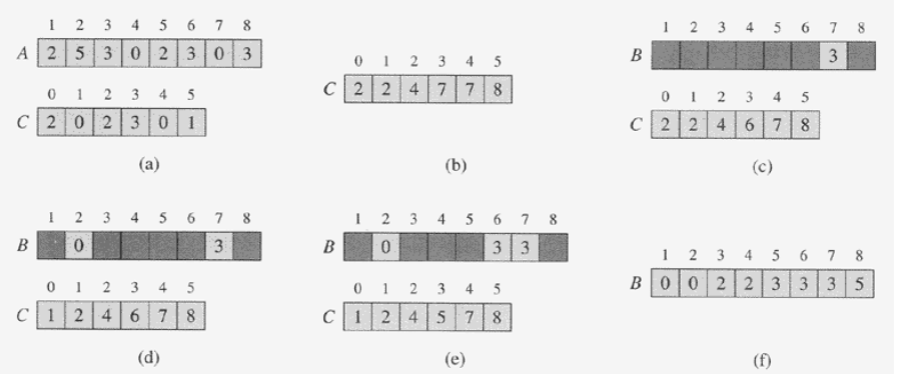 1 2 3 4 5 6 7 8
A 2 5 3 0 2 3 0 3
0 1 2 3 4 5
C 2 0 2 3 0 1
(a)
0 1 2 3 4 5
C 2 2 4 7 7 8
(b)
1 2 3 4 5 6 7 8
B 3
0 1 2 3 4 5
C 2 2 4 6 7 8
(c)
1 2 3 4 5 6 7 8
B 0 3
0 1 2 3 4 5
C 1 2 4 6 7 8
(d)
1 2 3 4 5 6 7 8
B 0 3 3
0 1 2 3 4 5
C 1 2 4 5 7 8
(e)
1 2 3 4 5 6 7 8
B 0 0 2 2 3 3 3 5
(f)